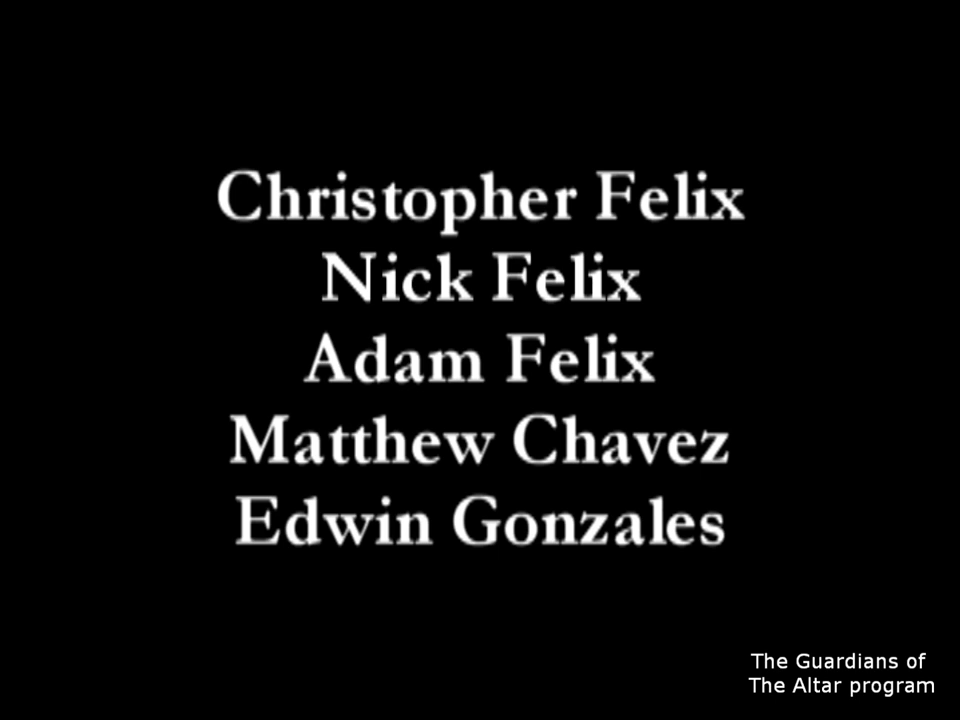 Christopher Felix
Nick Felix
Adam Felix
Matthew Chavez
Edwin Gonzales
The Guardians of
The Altar program